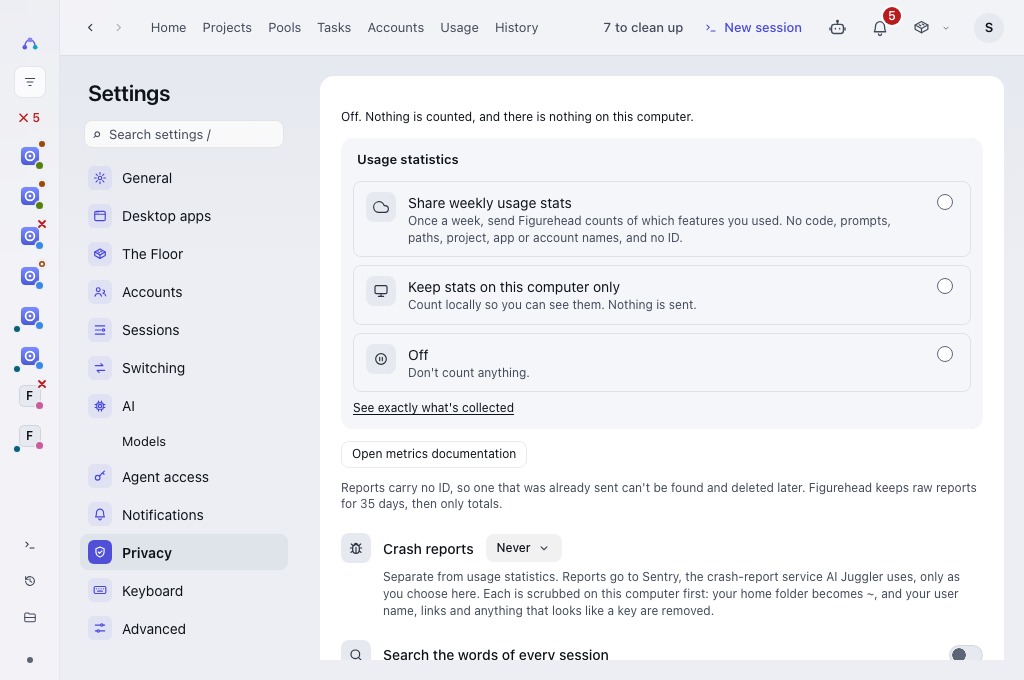 Home Projects Pools Tasks Accounts Usage History 7 to clean up New session 5 S
5
F
F
Settings
Search settings /
General
Desktop apps
The Floor
Accounts
Sessions
Switching
AI
Models
Agent access
Notifications
Privacy
Keyboard
Advanced
Off. Nothing is counted, and there is nothing on this computer.
Usage statistics
Share weekly usage stats
Once a week, send Figurehead counts of which features you used. No code, prompts,
paths, project, app or account names, and no ID.
Keep stats on this computer only
Count locally so you can see them. Nothing is sent.
Off
Don't count anything.
See exactly what's collected
Open metrics documentation
Reports carry no ID, so one that was already sent can't be found and deleted later. Figurehead keeps raw reports
for 35 days, then only totals.
Crash reports Never
Separate from usage statistics. Reports go to Sentry, the crash-report service AI Juggler uses, only as
you choose here. Each is scrubbed on this computer first: your home folder becomes ~, and your user
name, links and anything that looks like a key are removed.
Search the words of every session